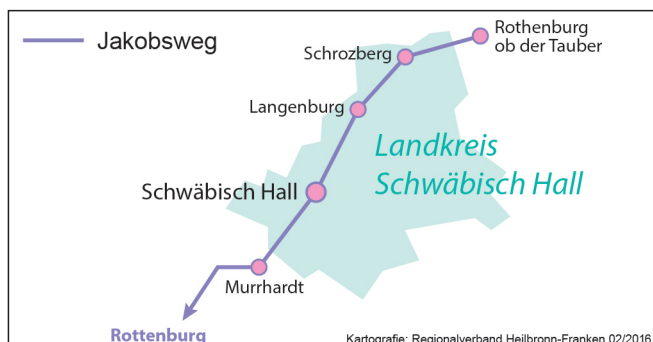 Jakobsweg
Rothenburg
ob der Tauber
Schrozberg
Langenburg
Landkreis
Schwäbisch Hall
Schwäbisch Hall
Murrhardt
Rottenburg
Kartografie: Regionalverband Heilbronn-Franken 02/2016